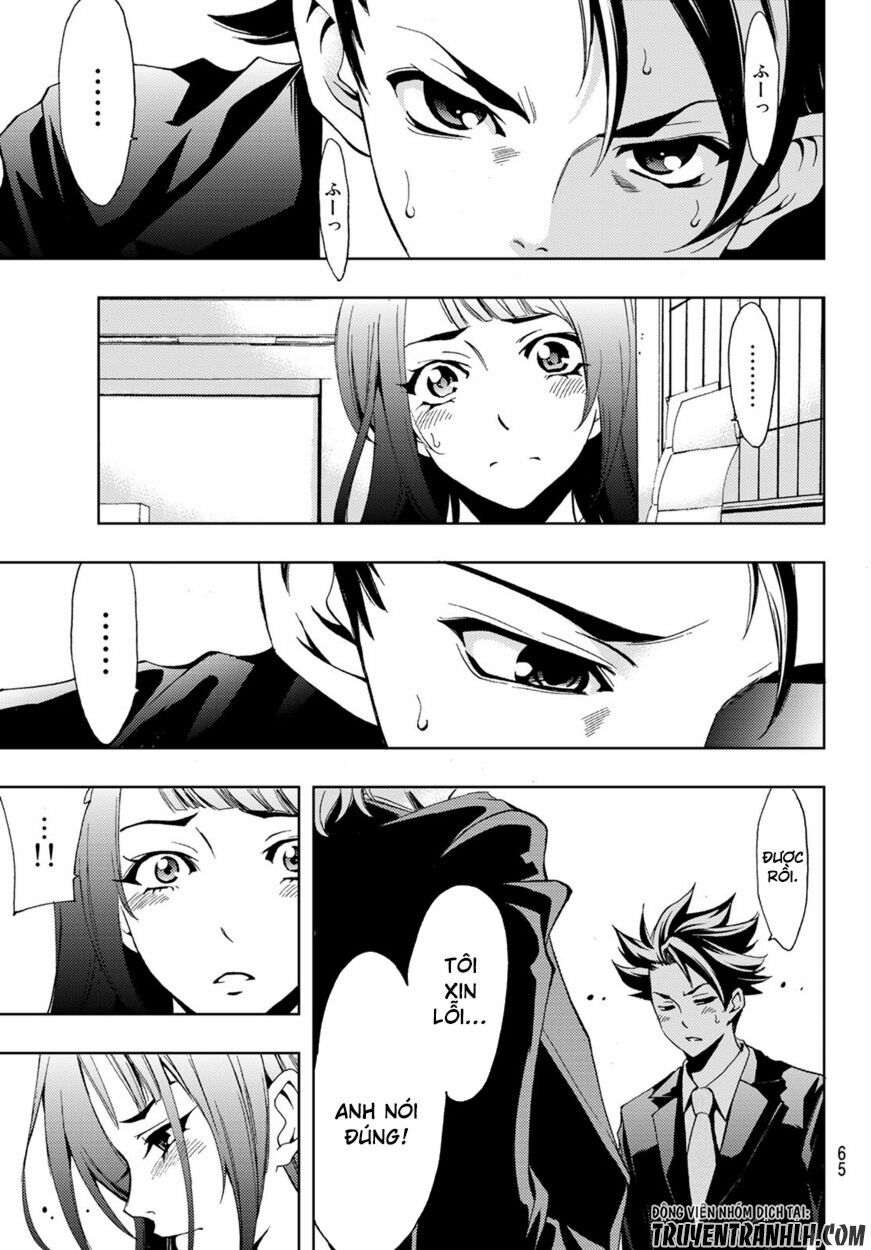 ふーっ
ふーっ
……
……
……
ĐƯỢC
RỒI.
TÔI
XIN
LỖI...
ANH NÓI
ĐÚNG!
…!!
65
ĐỘNG VIÊN NHÓM DỊCH TẠI:
TRUYENTRANHLH.COM